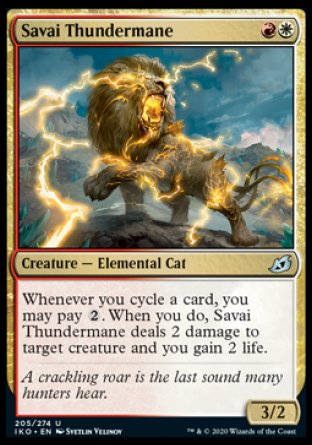 Savai Thundermane
Creature — Elemental Cat
Whenever you cycle a card, you
may pay 2. When you do, Savai
Thundermane deals 2 damage to
target creature and you gain 2 life.
A crackling roar is the last sound many
hunters hear.
3/2
205/274 U
IKO • EN Svetlin Velinov
™ & © 2020 Wizards of the Coast